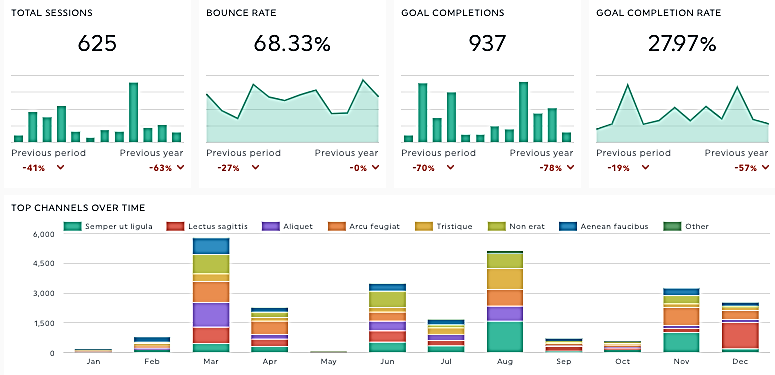 TOTAL SESSIONS
625
Previous period Previous year
-41% -63%
BOUNCE RATE
68.33%
Previous period Previous year
-27% -0%
GOAL COMPLETIONS
937
Previous period Previous year
-70% -78%
GOAL COMPLETION RATE
27.97%
Previous period Previous year
-19% -57%
TOP CHANNELS OVER TIME
Semper ut ligula Lectus sagittis Aliquet Arcu feugiat Tristique Non erat Aenean faucibus Other
6,000
4,500
3,000
1,500
0
Jan Feb Mar Apr May Jun Jul Aug Sep Oct Nov Dec